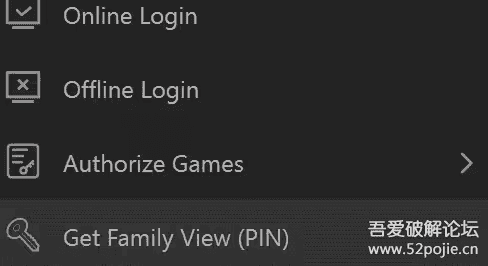 Online Login
Offline Login
Authorize Games
Get Family View (PIN)
吾爱破解论坛
www.52pojie.cn